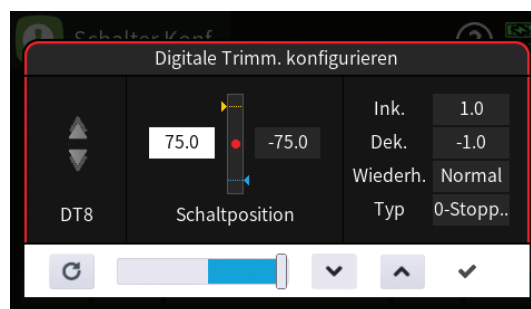 Schalter Konf
?
Digitale Trimm. konfigurieren
Ink. 1.0
75.0 -75.0
Dek. -1.0
Wiederh. Normal
DT8 Schaltposition Typ 0-Stopp..